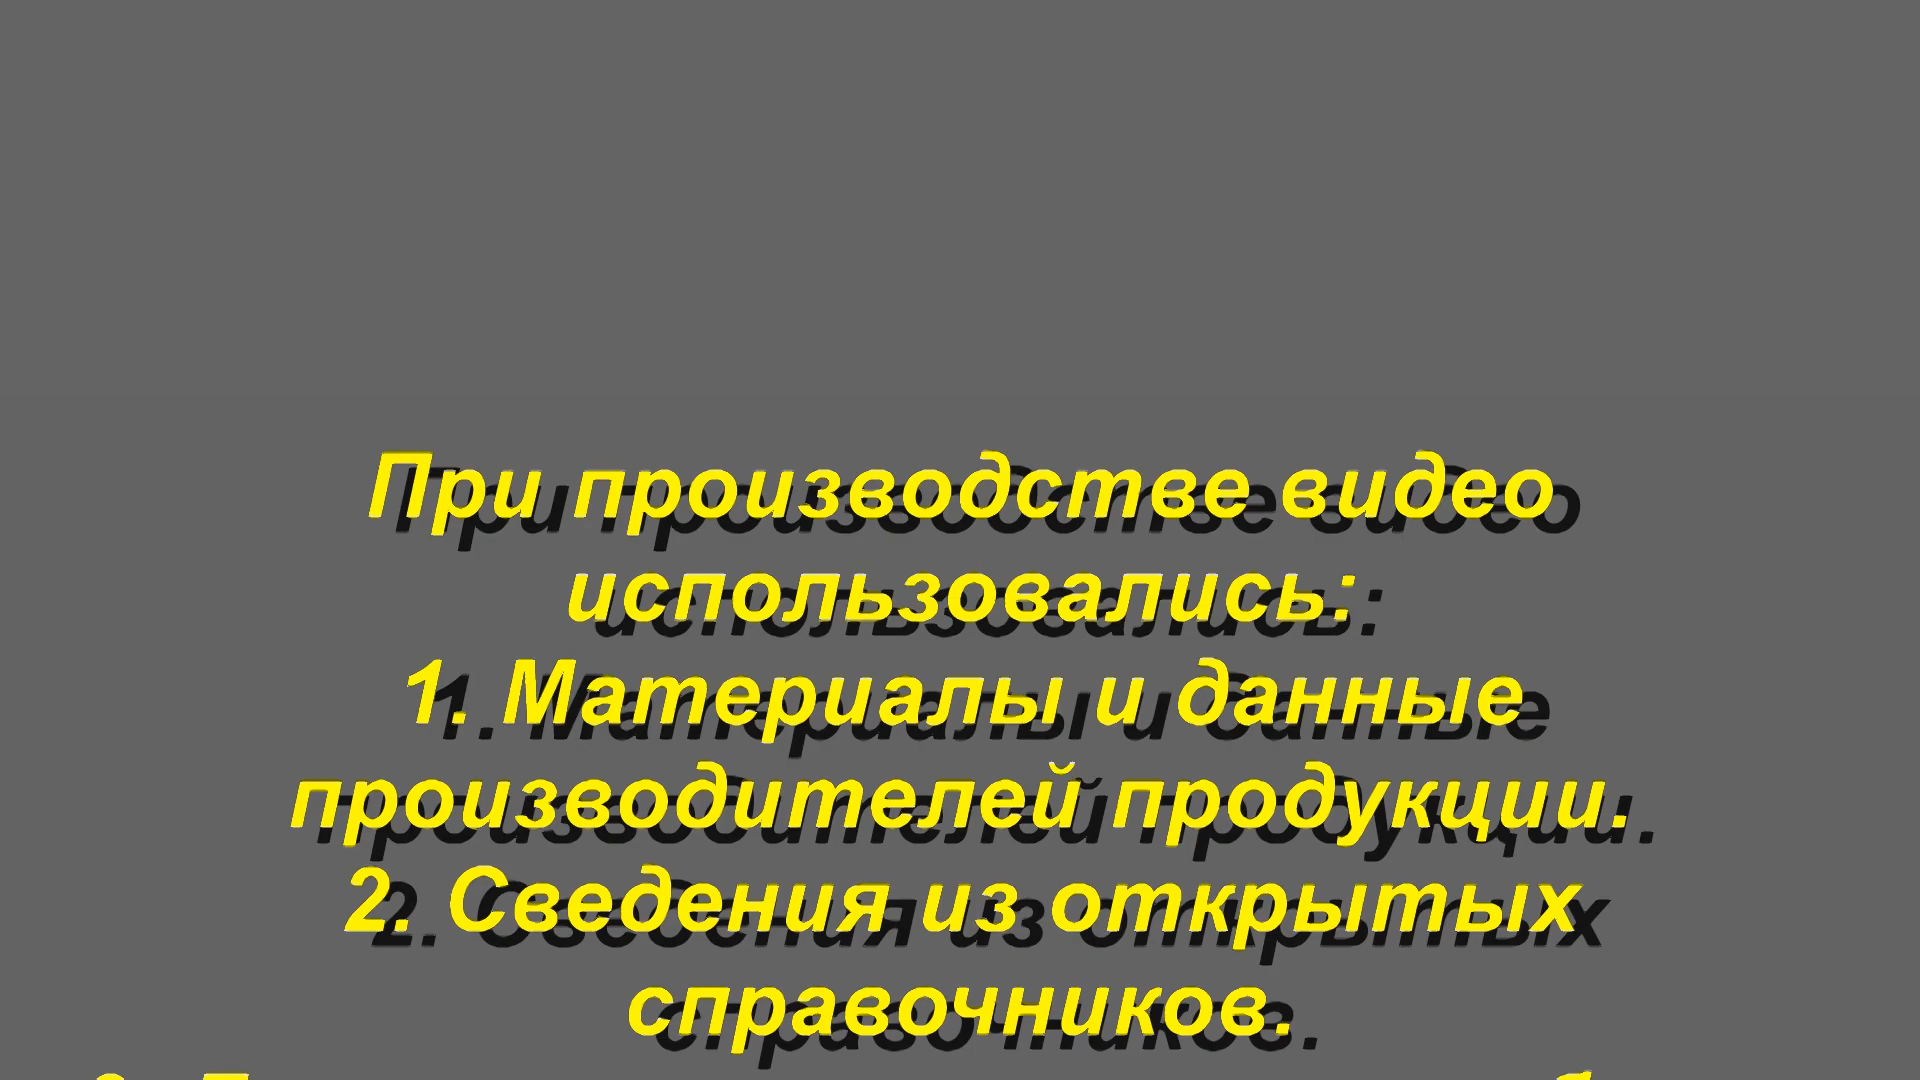 При производстве видео
использовались:
1. Материалы и данные
производителей продукции.
2. Сведения из открытых
справочников.